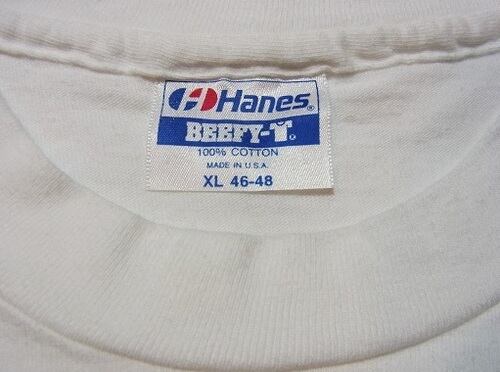 Hanes®
BEEFY-T®
100% COTTON
MADE IN U.S.A.
XL 46-48